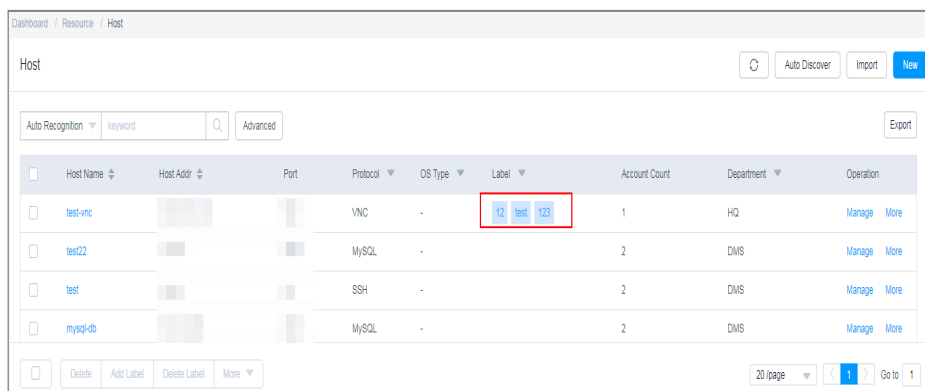 Dashboard / Resource / Host
Host Auto Discover Import New
Auto Recognition keyword Advanced Export
Host Name Host Addr Port Protocol OS Type Label Account Count Department Operation
test-vnc VNC - 12 test 123 1 HQ Manage More
test22 MySQL - 2 DMS Manage More
test SSH - 2 DMS Manage More
mysql-db MySQL - 2 DMS Manage More
Delete Add Label Delete Label More 20 /page 1 Go to 1